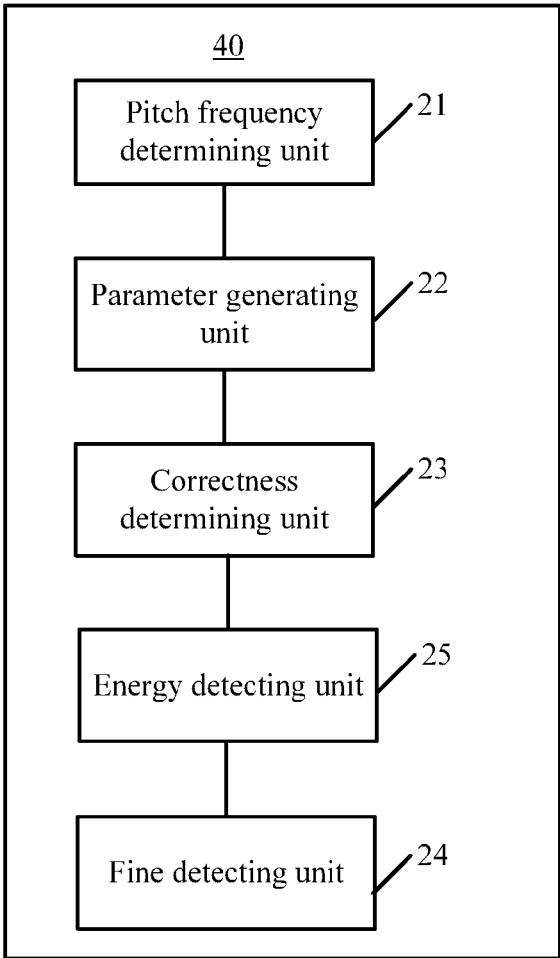 40
Pitch frequency
determining unit
21
Parameter generating
unit
22
Correctness
determining unit
23
Energy detecting unit
25
Fine detecting unit
24